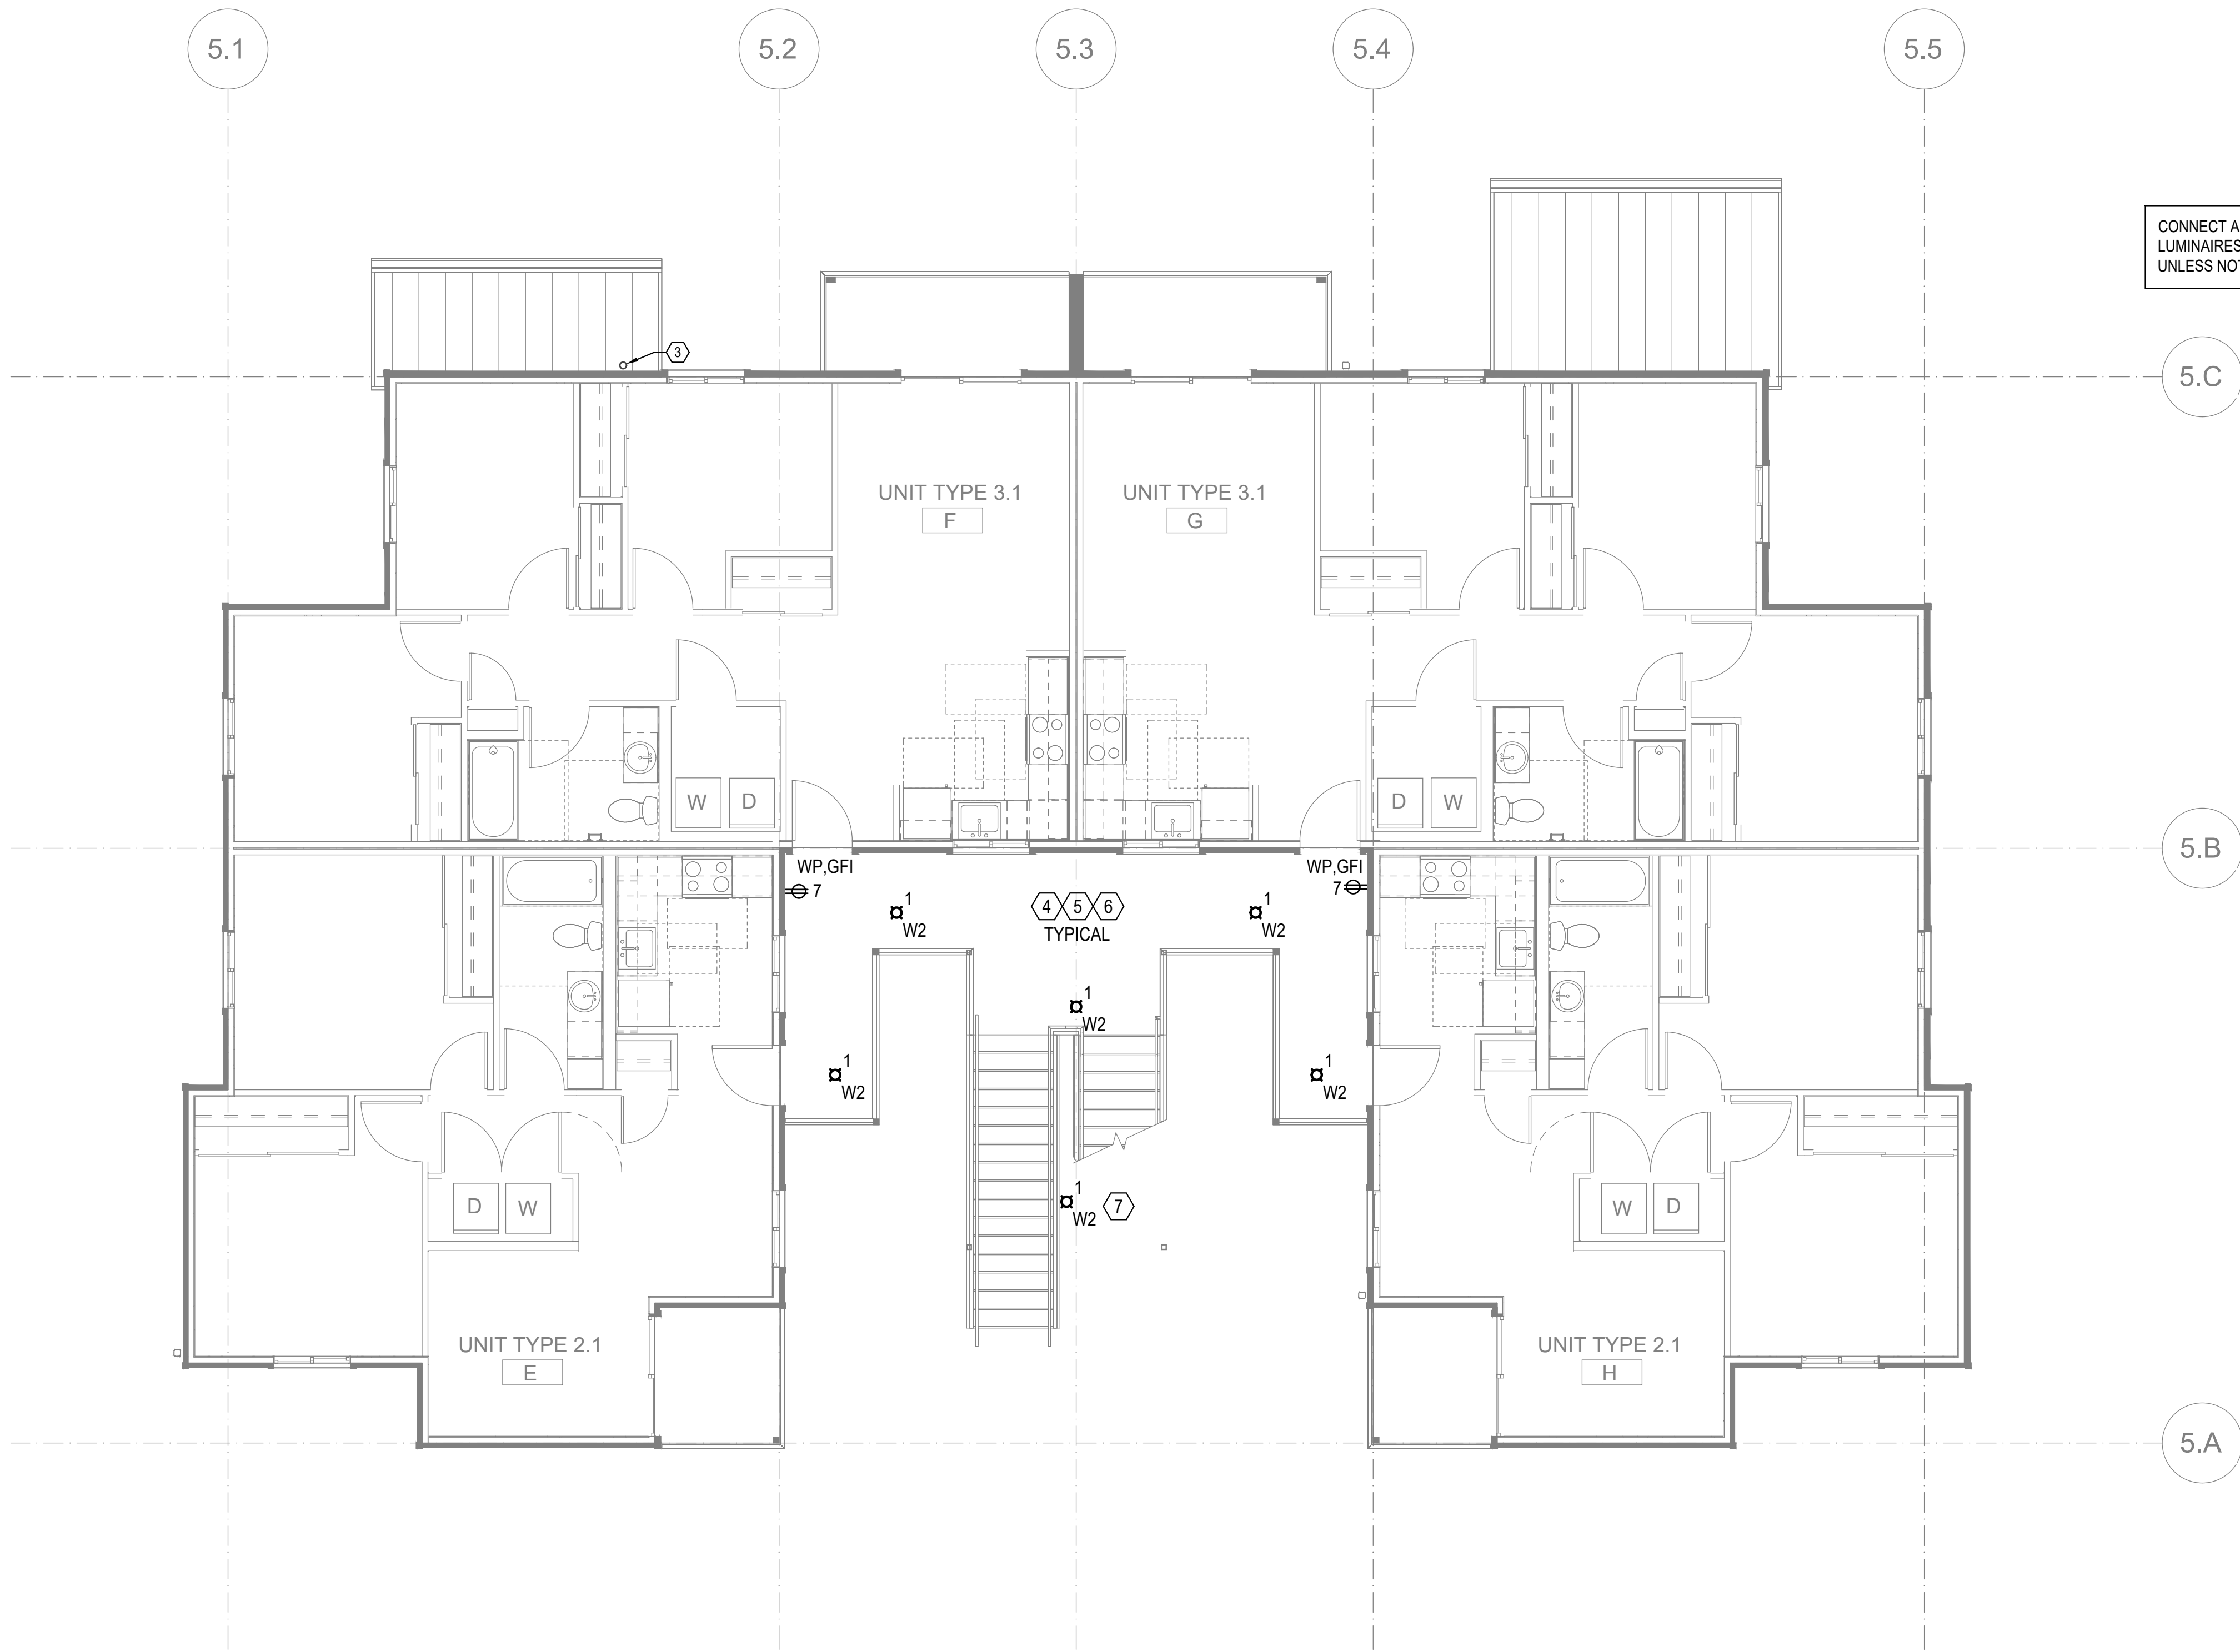 5.1
5.2
5.3
5.4
5.5
CONNECT A
LUMINAIRES
UNLESS NOT
3
5.C
UNIT TYPE 3.1
F
UNIT TYPE 3.1
G
W
D
D
W
5.B
WP,GFI
7
WP,GFI
7
1
W2
4
5
6
TYPICAL
1
W2
1
W2
1
W2
1
W2
1
W2
7
D
W
W
D
UNIT TYPE 2.1
E
UNIT TYPE 2.1
H
5.A